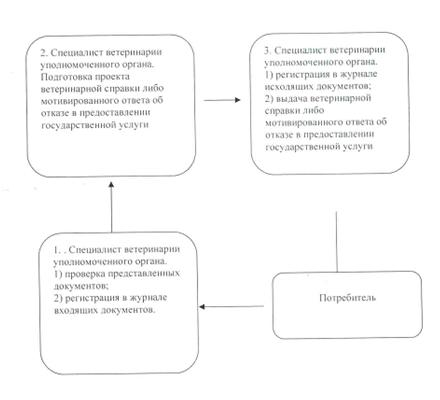 2. Специалист ветеринарии
уполномоченного органа.
Подготовка проекта
ветеринарной справки либо
мотивированного ответа об
отказе в предоставлении
государственной услуги
3. Специалист ветеринарии
уполномоченного органа.
1) регистрация в журнале
исходящих документов;
2) выдача ветеринарной
справки либо
мотивированного ответа об
отказе в предоставлении
государственной услуги
1. . Специалист ветеринарии
уполномоченного органа.
1) проверка представленных
документов;
2) регистрация в журнале
входящих документов.
Потребитель